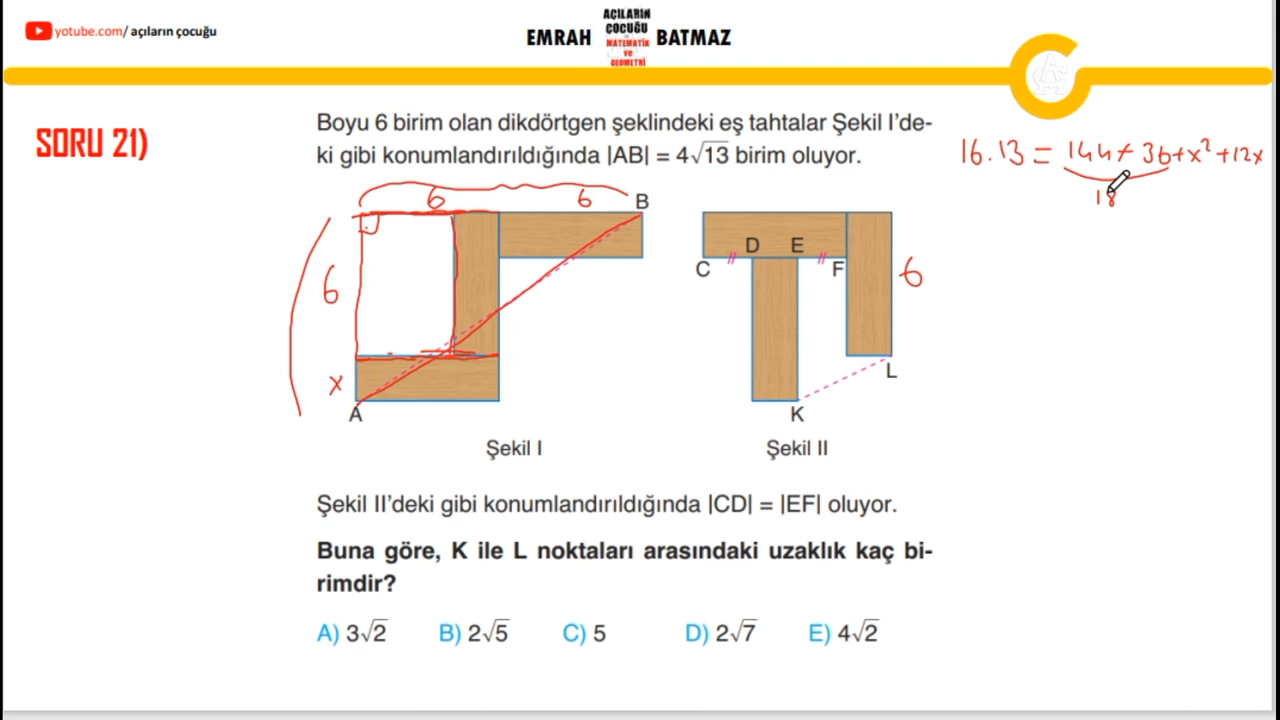 yotube.com/ açıların çocuğu
EMRAH
AÇILARIN
ÇOCUĞU
MATEMATİK
ve
GEOMETRİ
BATMAZ
SORU 21)
Boyu 6 birim olan dikdörtgen şeklindeki eş tahtalar Şekil I'de-
ki gibi konumlandırıldığında |AB| = 4√13 birim oluyor.
16.13 = 144 + 36+x²+12x
18
6 6 B
6
x
A
Şekil I
D E
C F
6
L
K
Şekil II
Şekil II'deki gibi konumlandırıldığında |CD| = |EF| oluyor.
Buna göre, K ile L noktaları arasındaki uzaklık kaç bi-
rimdir?
A) 3√2 B) 2√5 C) 5 D) 2√7 E) 4√2